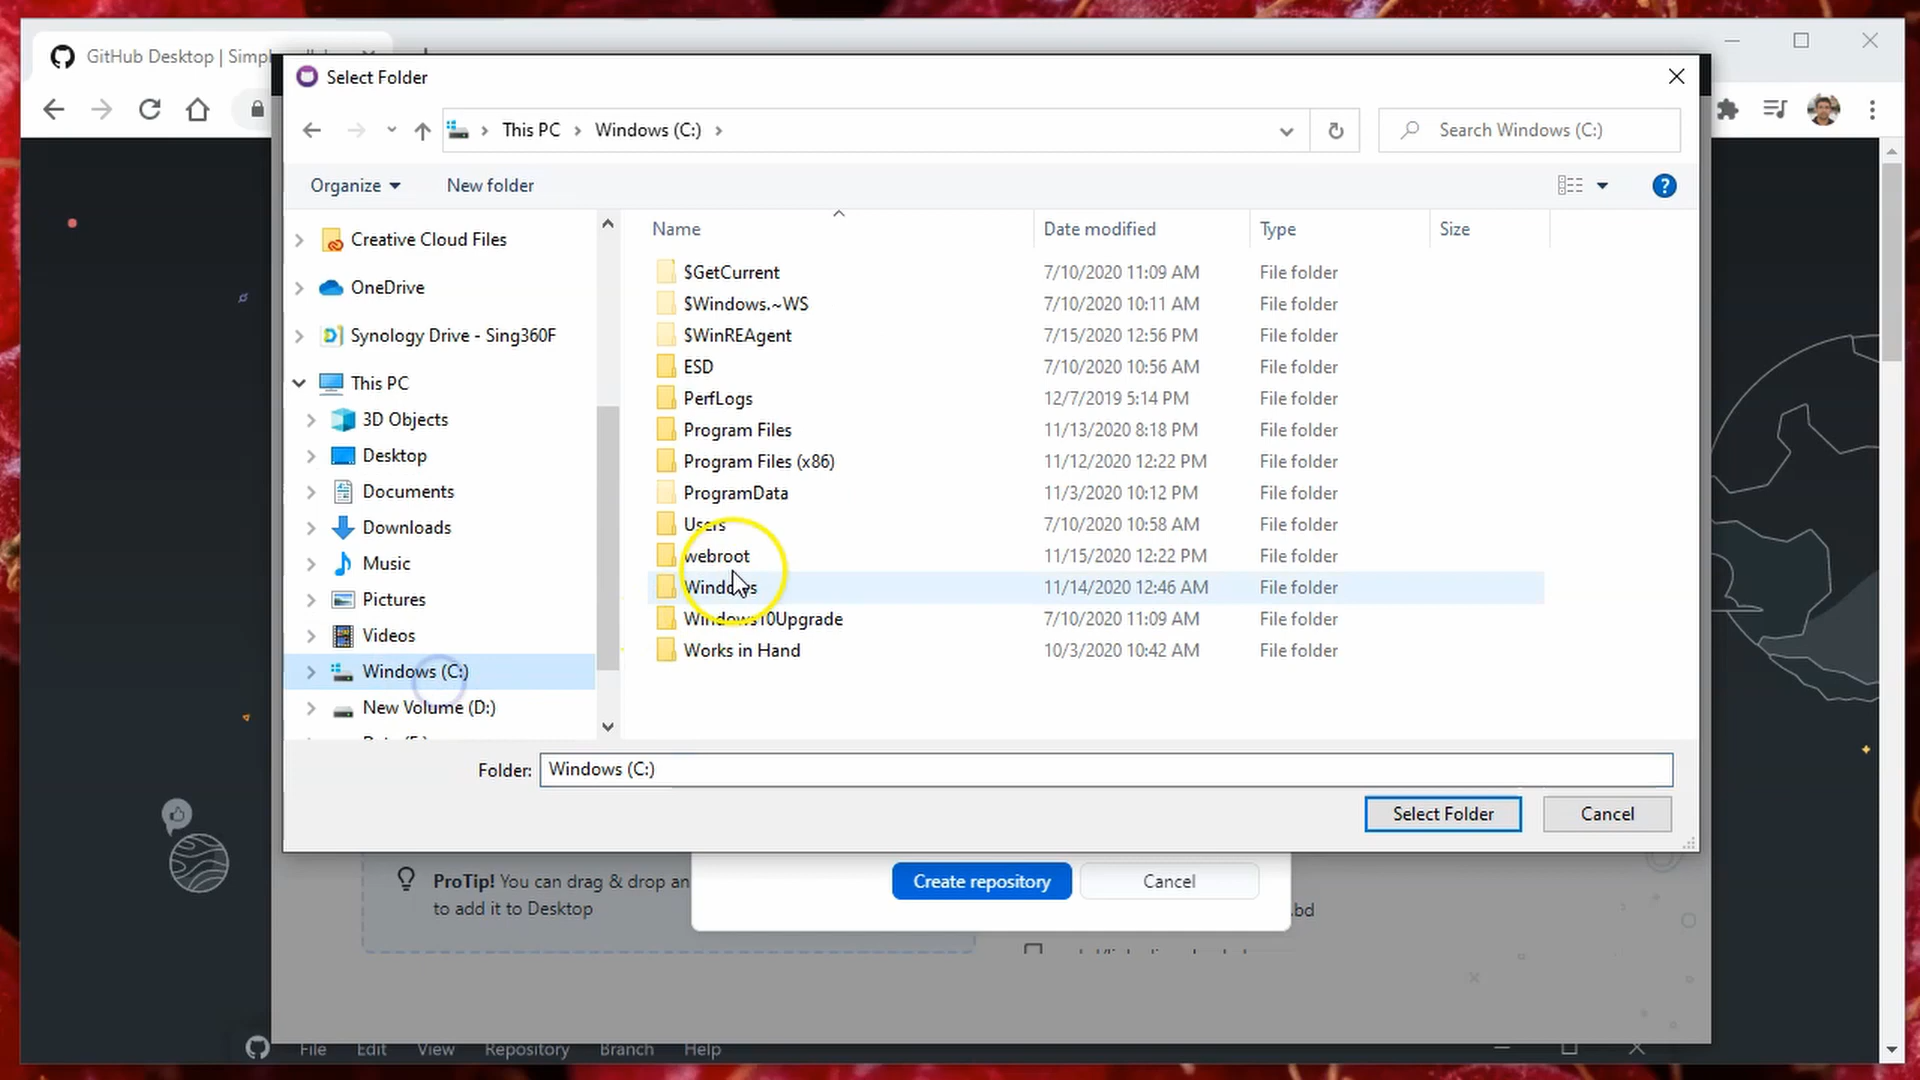 GitHub Desktop | Simpl
Select Folder
This PC
Windows (C:)
Search Windows (C:)
Organize
New folder
?
Name
Date modified
Type
Size
Creative Cloud Files
OneDrive
Synology Drive - Sing360F
This PC
3D Objects
Desktop
Documents
Downloads
Music
Pictures
Videos
Windows (C:)
New Volume (D:)
$GetCurrent 7/10/2020 11:09 AM File folder
$Windows.~WS 7/10/2020 10:11 AM File folder
$WinREAgent 7/15/2020 12:56 PM File folder
ESD 7/10/2020 10:56 AM File folder
PerfLogs 12/7/2019 5:14 PM File folder
Program Files 11/13/2020 8:18 PM File folder
Program Files (x86) 11/12/2020 12:22 PM File folder
ProgramData 11/3/2020 10:12 PM File folder
Users 7/10/2020 10:58 AM File folder
webroot 11/15/2020 12:22 PM File folder
Windows 11/14/2020 12:46 AM File folder
Windows10Upgrade 7/10/2020 11:09 AM File folder
Works in Hand 10/3/2020 10:42 AM File folder
Folder: Windows (C:)
Select Folder
Cancel
ProTip! You can drag & drop an
to add it to Desktop
Create repository
Cancel
.bd
File Edit View Repository Branch Help